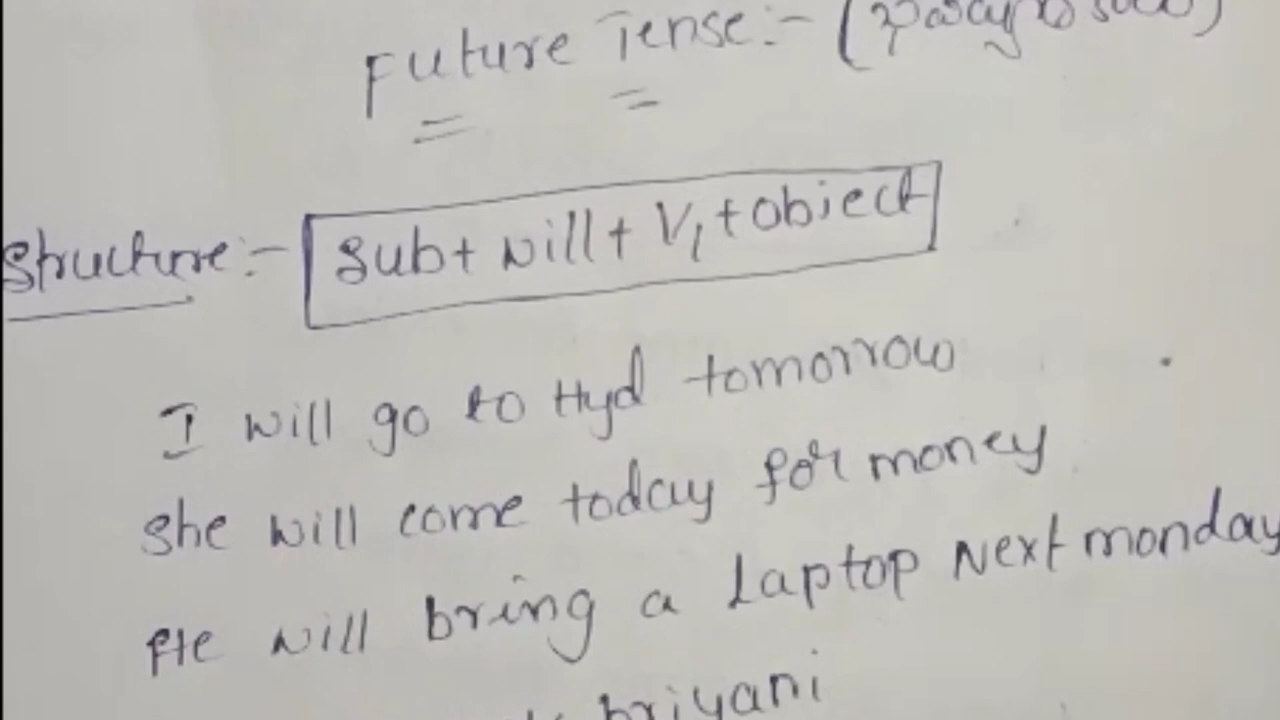 Future Tense:- (
Structure:- Sub + will + V1 + object
I will go to Hyd tomorrow
She will come today for money
He will bring a Laptop Next monday
briyani